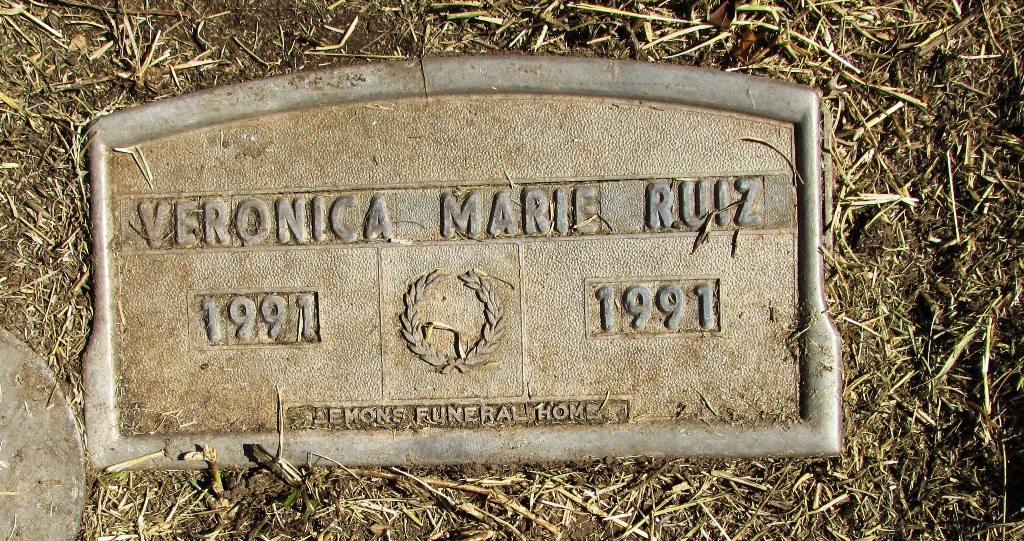 VERONICA MARIE RUIZ
1991 1991
LEMONS FUNERAL HOME